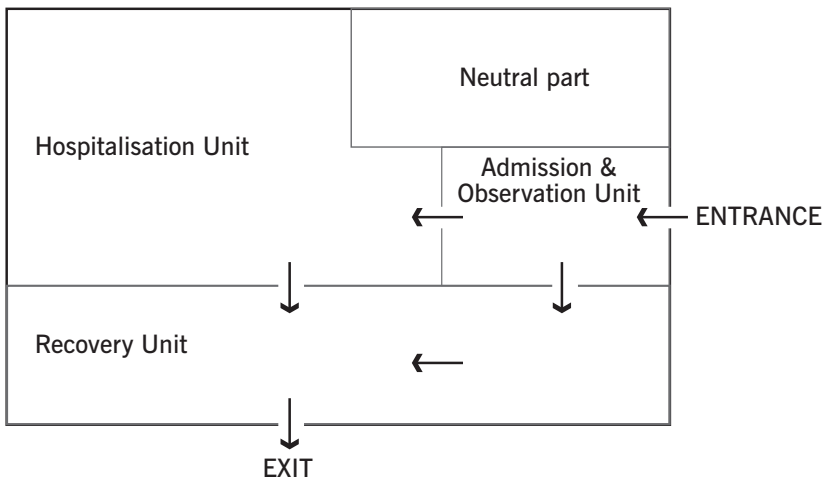 Neutral part
Hospitalisation Unit
Admission &
Observation Unit
ENTRANCE
Recovery Unit
EXIT